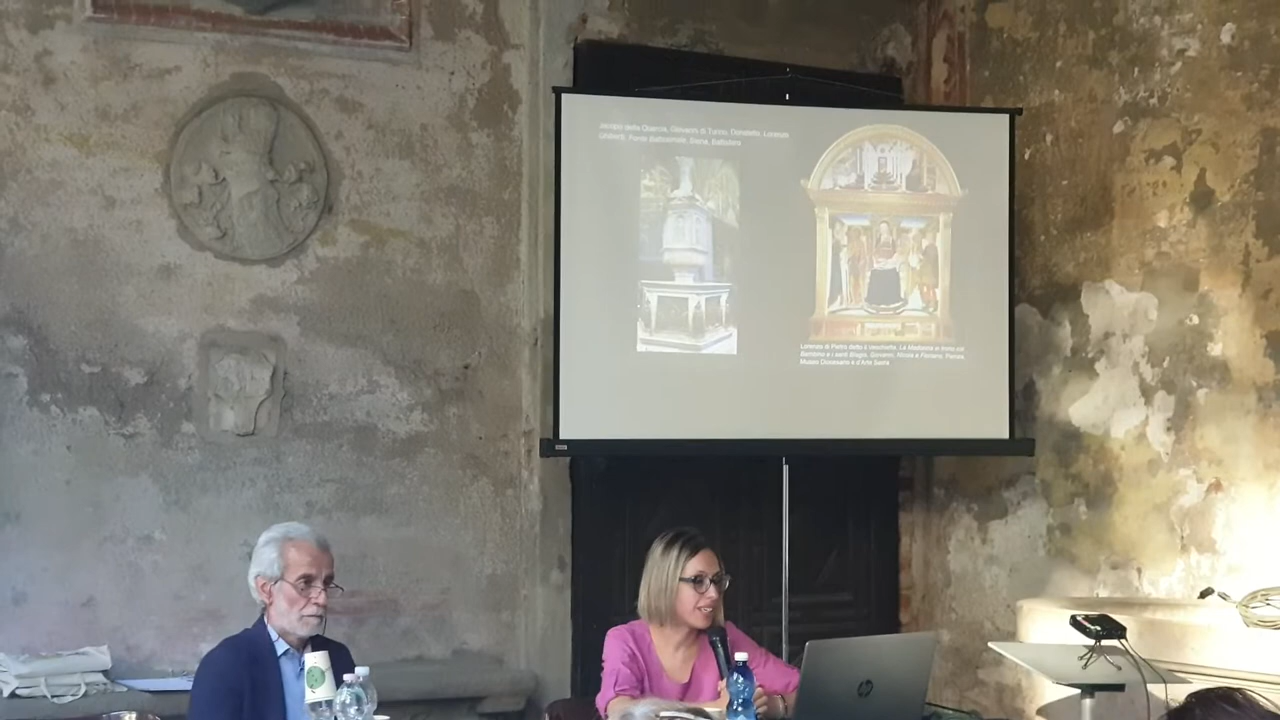 Jacopo della Quercia, Giovanni di Turino, Donatello, Lorenzo
Ghiberti, Fonte Battesimale, Siena, Battistero
Lorenzo di Pietro detto il Vecchietta, La Madonna in trono col
Bambino e i santi Biagio, Giovanni, Nicola e Floriano, Pienza,
Museo Diocesano e d'Arte Sacra
hp